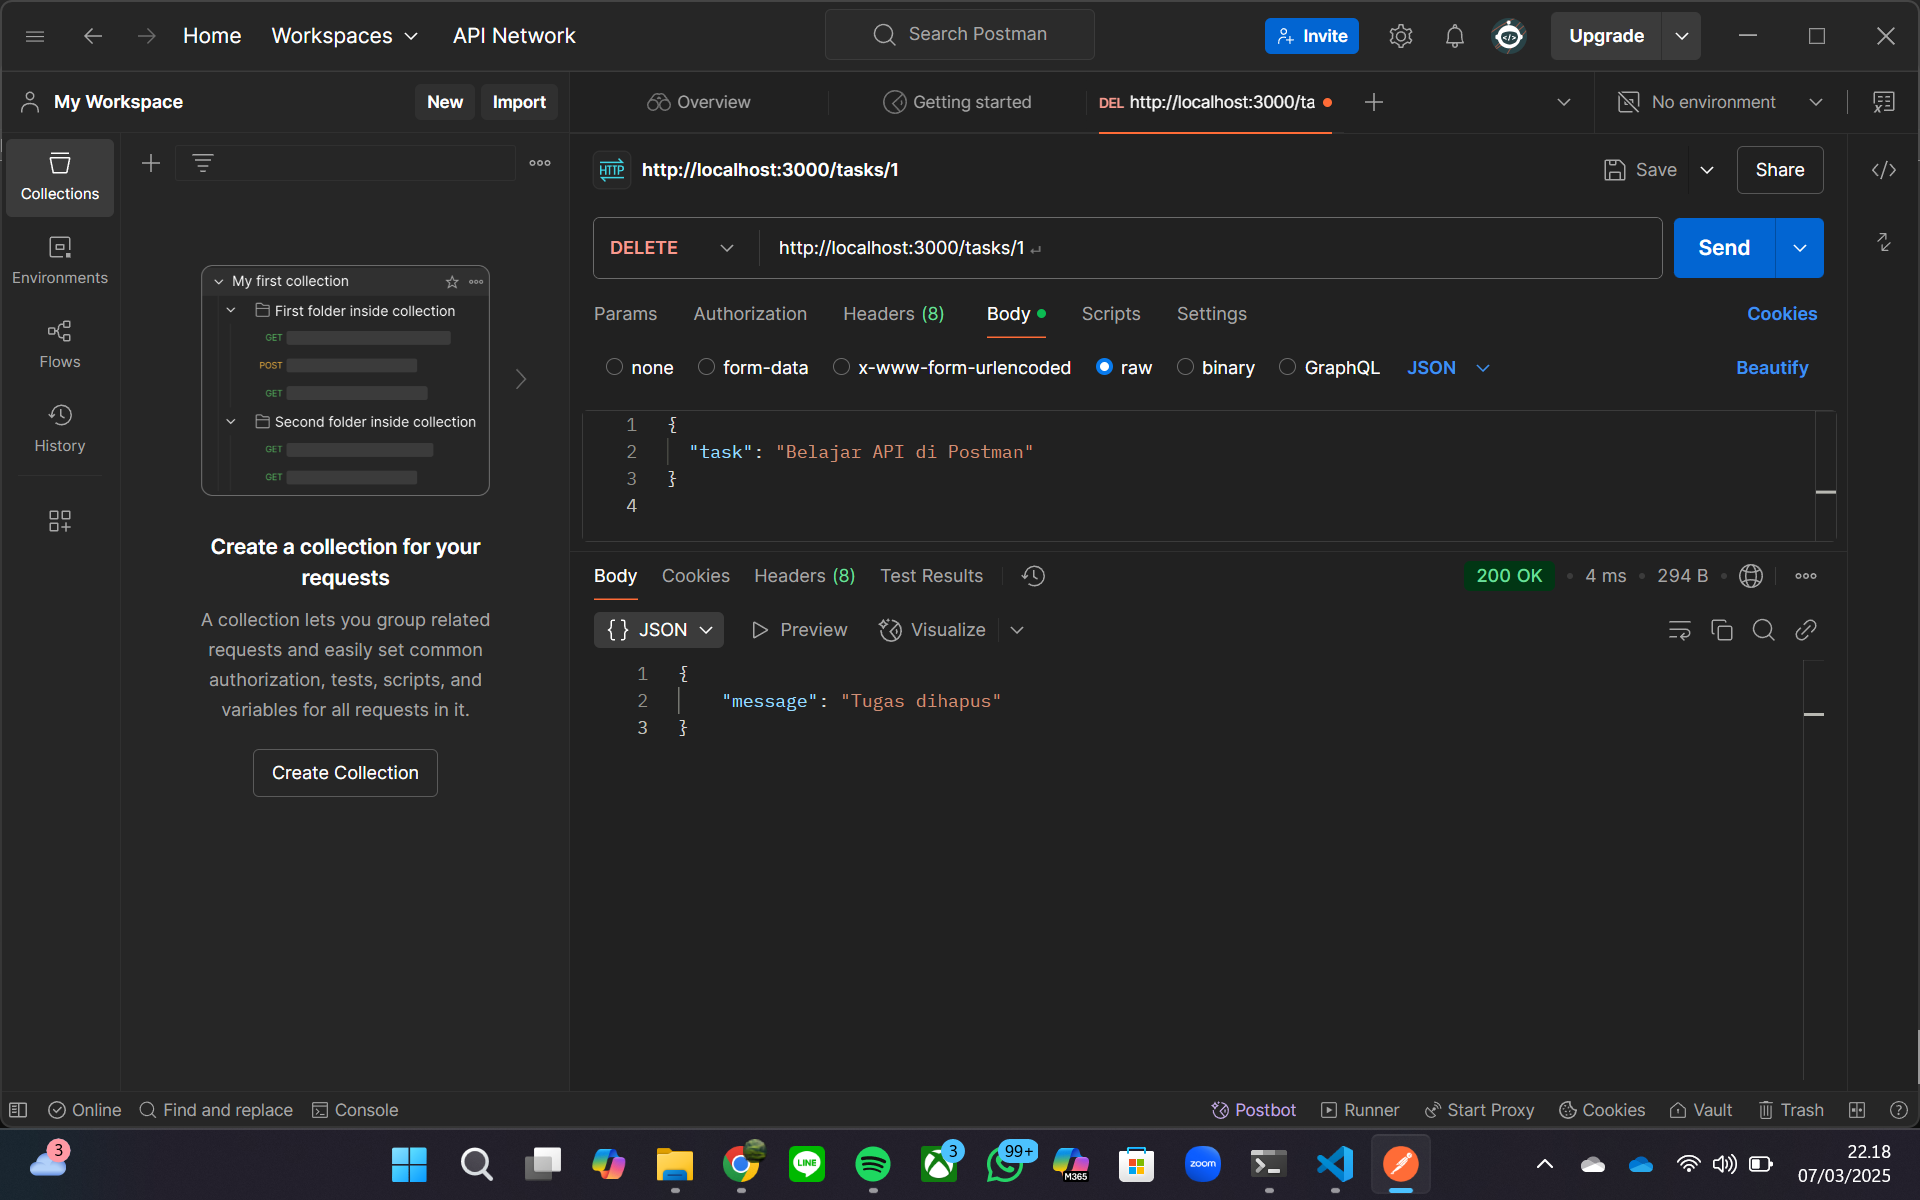 Home
Workspaces
API Network
Search Postman
Invite
Upgrade
My Workspace
New
Import
Overview
Getting started
DEL http://localhost:3000/ta
No environment
Collections
Environments
Flows
History
My first collection
First folder inside collection
GET
POST
GET
Second folder inside collection
GET
GET
Create a collection for your
requests
A collection lets you group related
requests and easily set common
authorization, tests, scripts, and
variables for all requests in it.
Create Collection
HTTP
http://localhost:3000/tasks/1
Save
Share
DELETE
http://localhost:3000/tasks/1
Send
Params
Authorization
Headers (8)
Body
Scripts
Settings
Cookies
none
form-data
x-www-form-urlencoded
raw
binary
GraphQL
JSON
Beautify
1 {
2 "task": "Belajar API di Postman"
3 }
4
Body
Cookies
Headers (8)
Test Results
200 OK
4 ms
294 B
{} JSON
Preview
Visualize
1 {
2 "message": "Tugas dihapus"
3 }
Online
Find and replace
Console
Postbot
Runner
Start Proxy
Cookies
Vault
Trash
3
LINE
3
99+
M365
zoom
22.18
07/03/2025